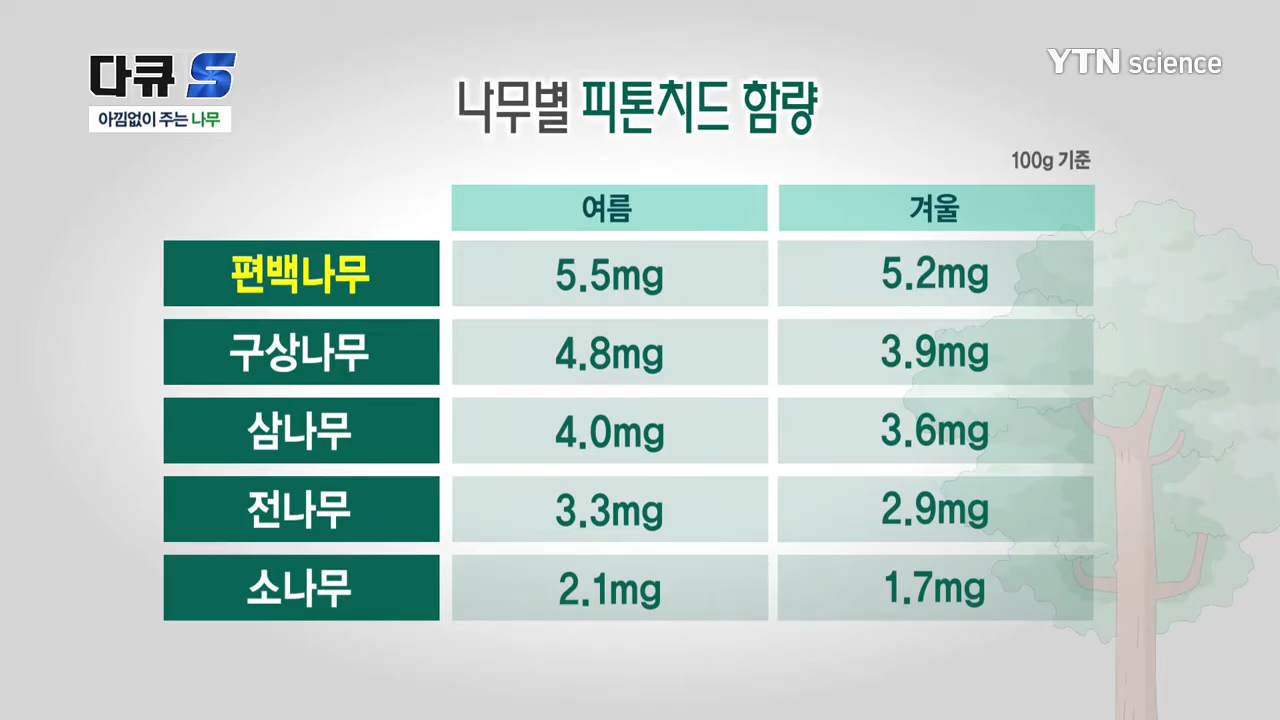 다큐 S
아낌없이 주는 나무
YTN science
나무별 피톤치드 함량
100g 기준
여름 겨울
편백나무 5.5mg 5.2mg
구상나무 4.8mg 3.9mg
삼나무 4.0mg 3.6mg
전나무 3.3mg 2.9mg
소나무 2.1mg 1.7mg